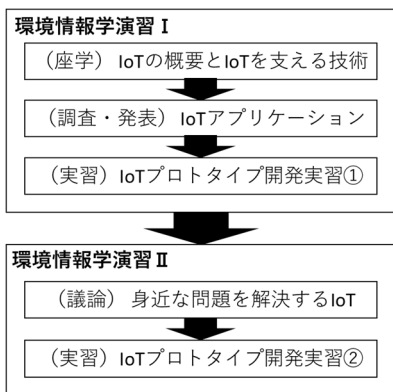 環境情報学演習Ⅰ
（座学） IoTの概要とIoTを支える技術
（調査・発表） IoTアプリケーション
（実習） IoTプロトタイプ開発実習①
環境情報学演習Ⅱ
（議論） 身近な問題を解決するIoT
（実習） IoTプロトタイプ開発実習②